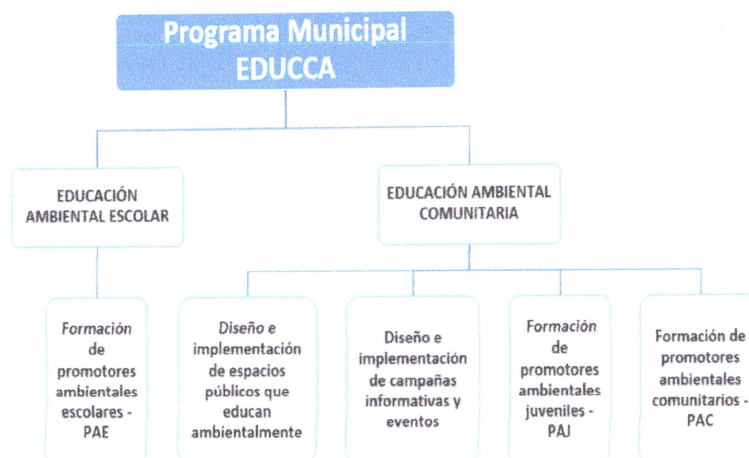 Programa Municipal
EDUCCA
EDUCACIÓN
AMBIENTAL ESCOLAR
EDUCACIÓN AMBIENTAL
COMUNITARIA
Formación
de
promotores
ambientales
escolares -
PAE
Diseño e
implementación
de espacios
públicos que
educan
ambientalmente
Diseño e
implementación
de campañas
informativas y
eventos
Formación
de
promotores
ambientales
juveniles -
PAJ
Formación de
promotores
ambientales
comunitarios -
PAC